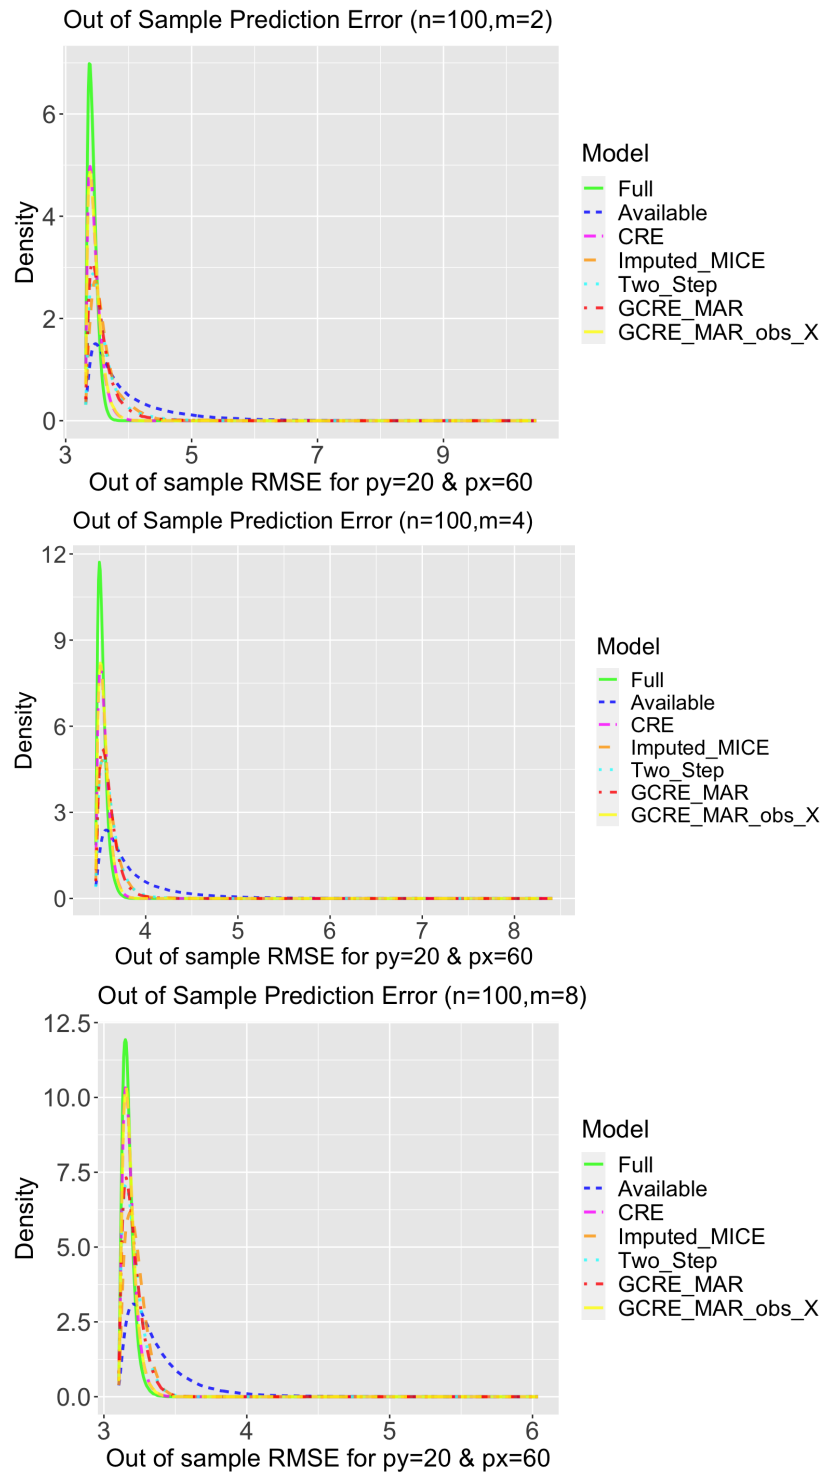 Out of Sample Prediction Error (n=100,m=2)
6
4
2
0
Density
3 5 7 9
Out of sample RMSE for py=20 & px=60
Model
Full
Available
CRE
Imputed_MICE
Two_Step
GCRE_MAR
GCRE_MAR_obs_X
Out of Sample Prediction Error (n=100,m=4)
12
9
6
3
0
Density
4 5 6 7 8
Out of sample RMSE for py=20 & px=60
Model
Full
Available
CRE
Imputed_MICE
Two_Step
GCRE_MAR
GCRE_MAR_obs_X
Out of Sample Prediction Error (n=100,m=8)
12.5
10.0
7.5
5.0
2.5
0.0
Density
3 4 5 6
Out of sample RMSE for py=20 & px=60
Model
Full
Available
CRE
Imputed_MICE
Two_Step
GCRE_MAR
GCRE_MAR_obs_X